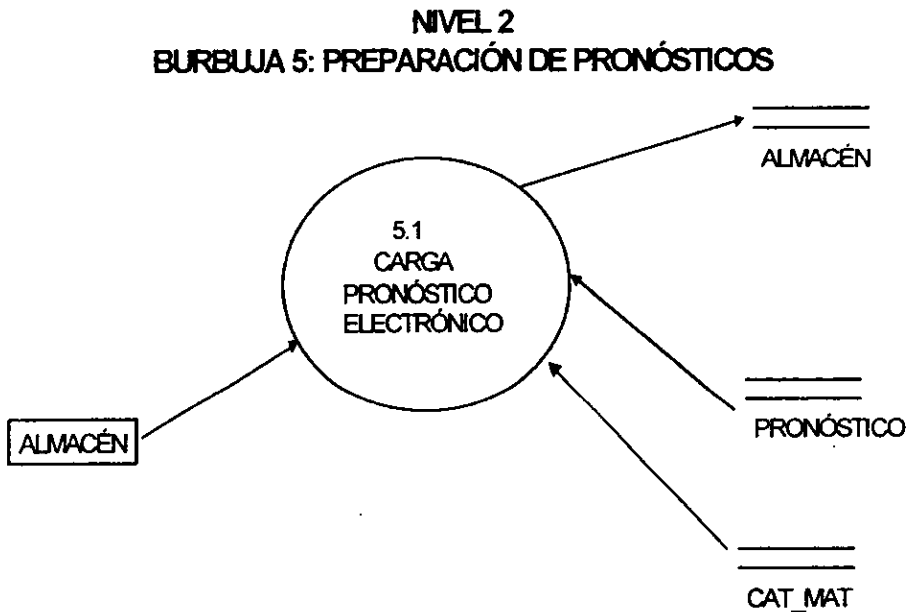 NIVEL 2
BURBUJA 5: PREPARACIÓN DE PRONÓSTICOS
ALMACÉN
5.1
CARGA
PRONÓSTICO
ELECTRÓNICO
PRONÓSTICO
ALMACÉN
CAT_MAT